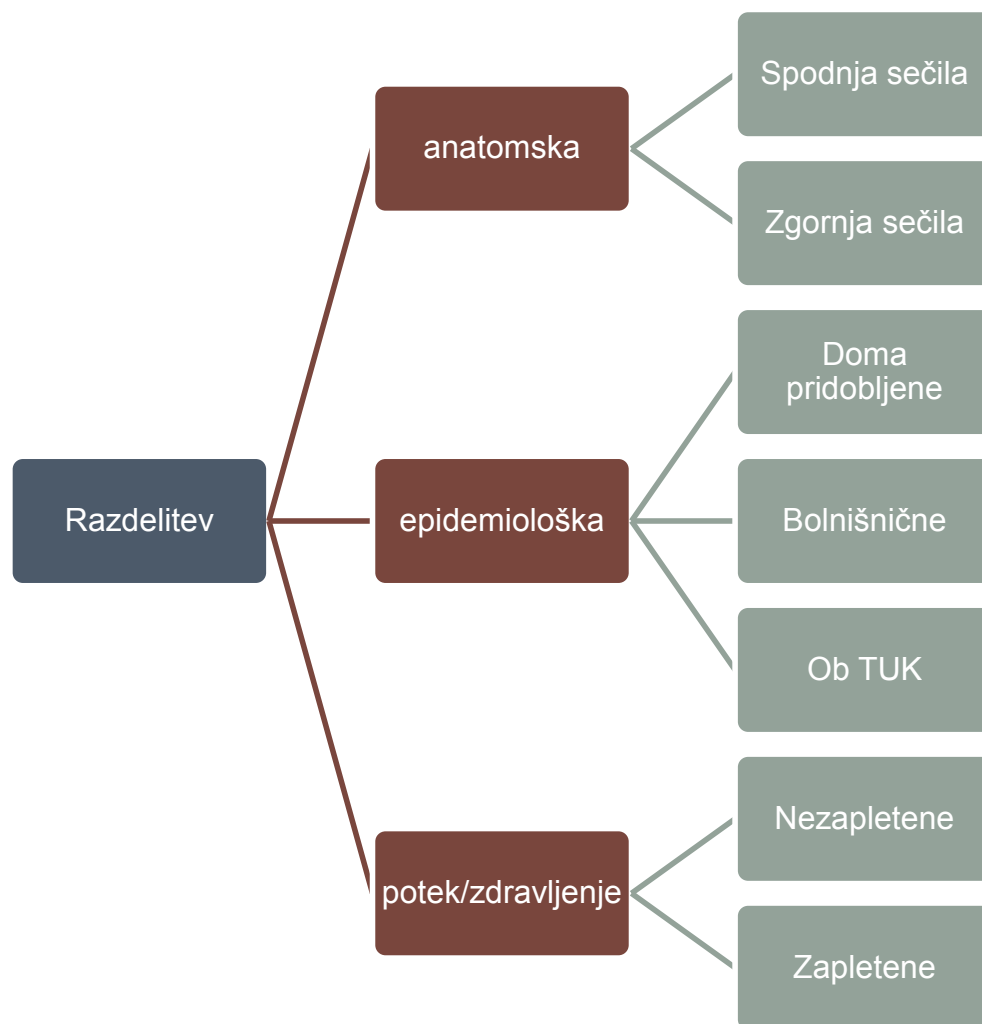 Razdelitev
anatomska
Spodnja sečila
Zgornja sečila
epidemiološka
Doma
pridobljene
Bolnišnične
Ob TUK
potek/zdravljenje
Nezapletene
Zapletene